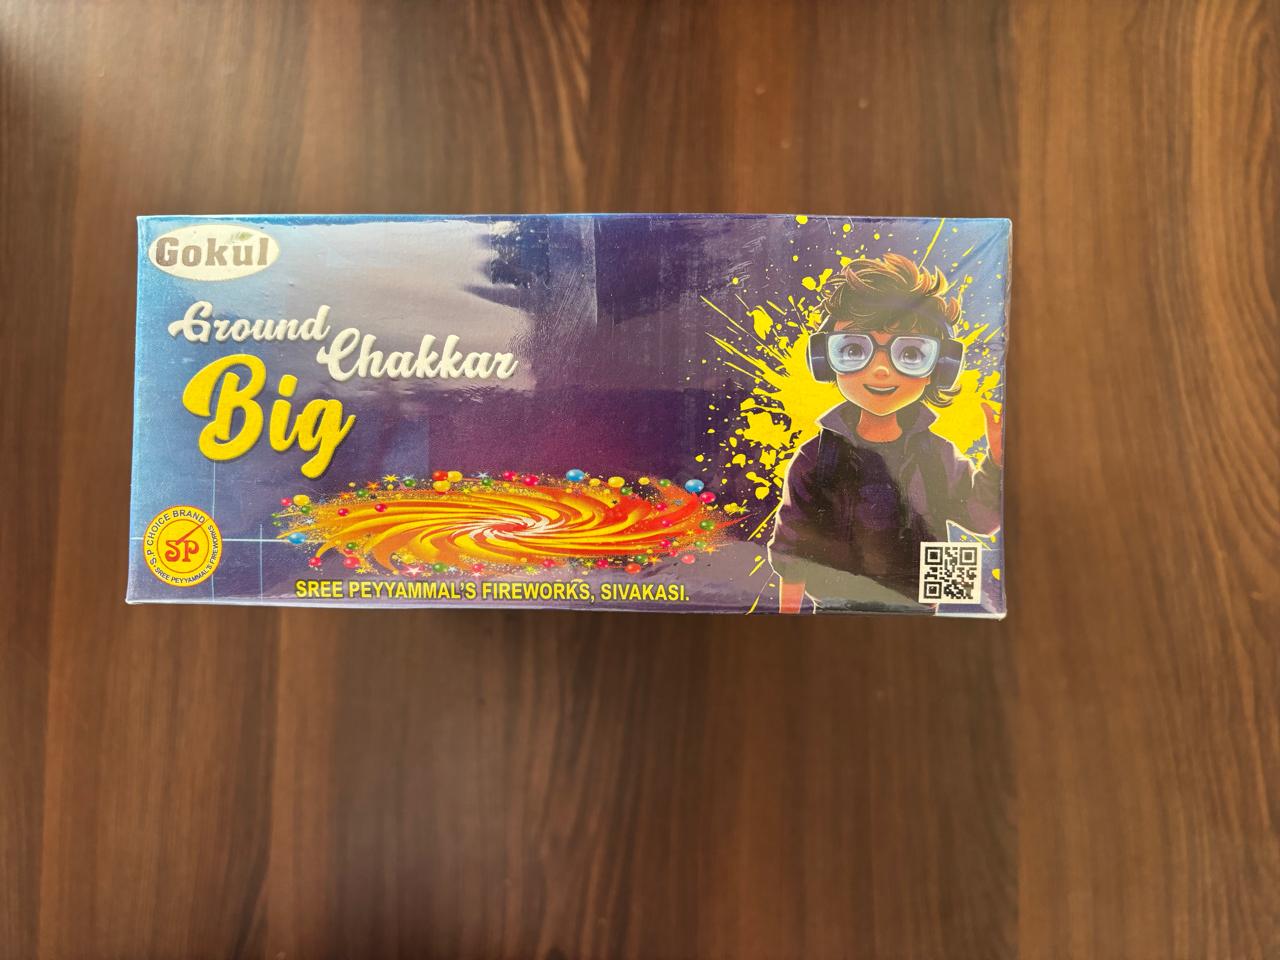 Gokul
Ground
Chakkar
Big
S.P CHOICE BRAND
SP
SREE PEYYAMMAL'S FIREWORKS
SREE PEYYAMMAL'S FIREWORKS, SIVAKASI.